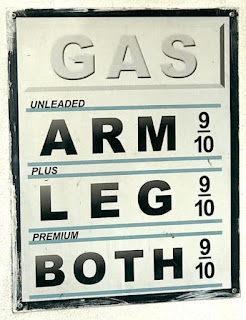 GAS
UNLEADED
ARM 9/10
PLUS
LEG 9/10
PREMIUM
BOTH 9/10